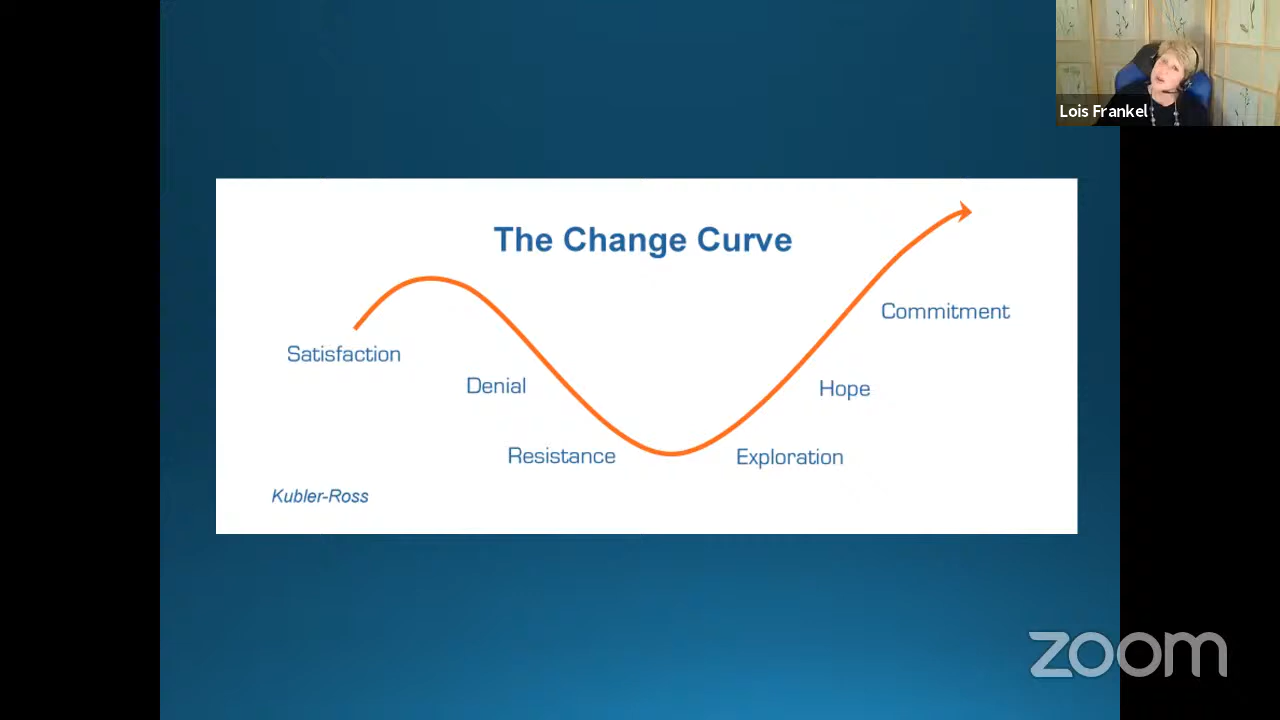 Lois Frankel
The Change Curve
Commitment
Satisfaction
Denial
Hope
Resistance
Exploration
Kubler-Ross
zoom